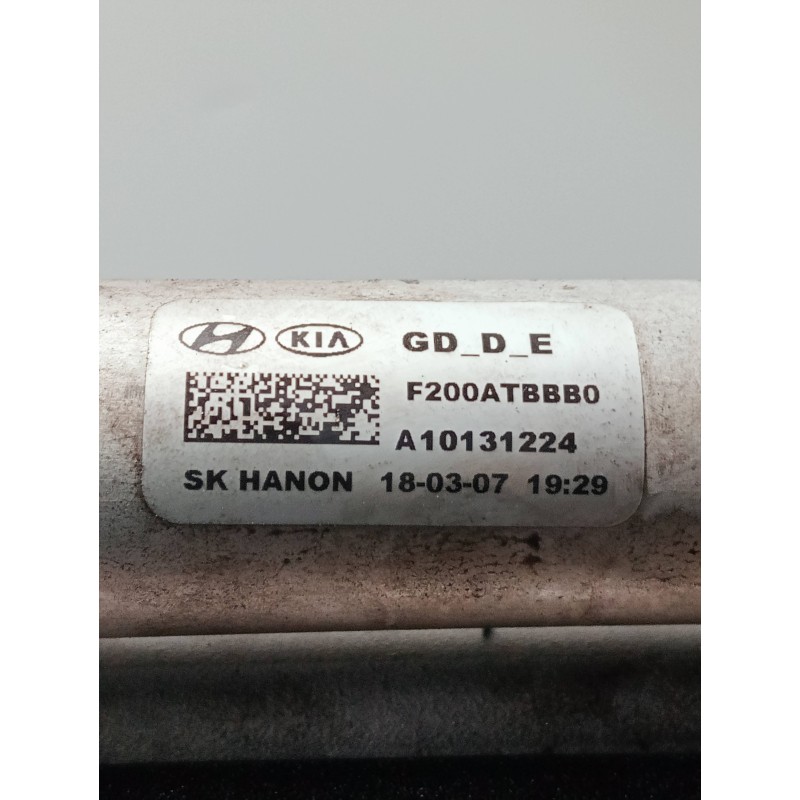 KIA GD_D_E
F200ATBBB0
A10131224
SK HANON 18-03-07 19:29